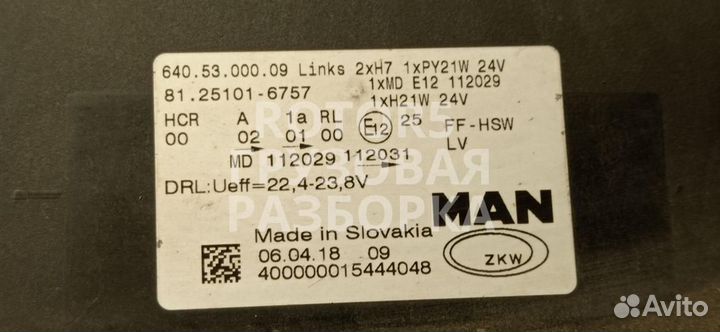 640.53.000.09 Links 2xH7 1xPY21W 24V
81.25101-6757 1xMD E12 112029
1xH21W 24V
HCR A 1a RL E12 25 FF-HSW
00 02 01 00 LV
MD 112029 112031
DRL:Ueff=22,4-23,8V
MAN
Made in Slovakia
06.04.18 09
400000015444048
ZKW
ROTOR5
ГРУЗОВАЯ
РАЗБОРКА
Avito